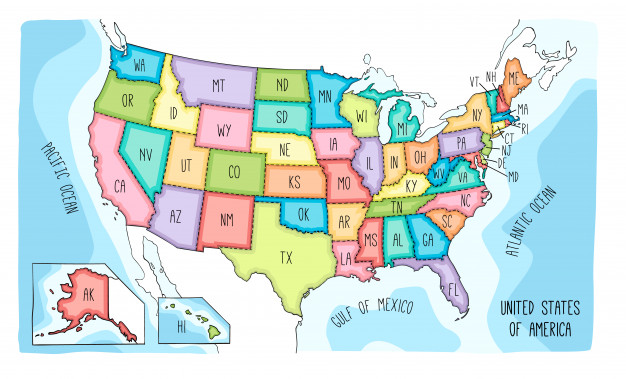 WA
MT
ND
MN
OR
ID
WY
SD
WI
MI
VT
NH
ME
NY
MA
RI
CT
NJ
DE
MD
NV
UT
CO
NE
IA
IL
IN
OH
PA
WV
VA
CA
AZ
NM
KS
MO
KY
NC
TN
SC
OK
AR
TX
LA
MS
AL
GA
FL
AK
HI
PACIFIC OCEAN
ATLANTIC OCEAN
GULF OF MEXICO
UNITED STATES
OF AMERICA